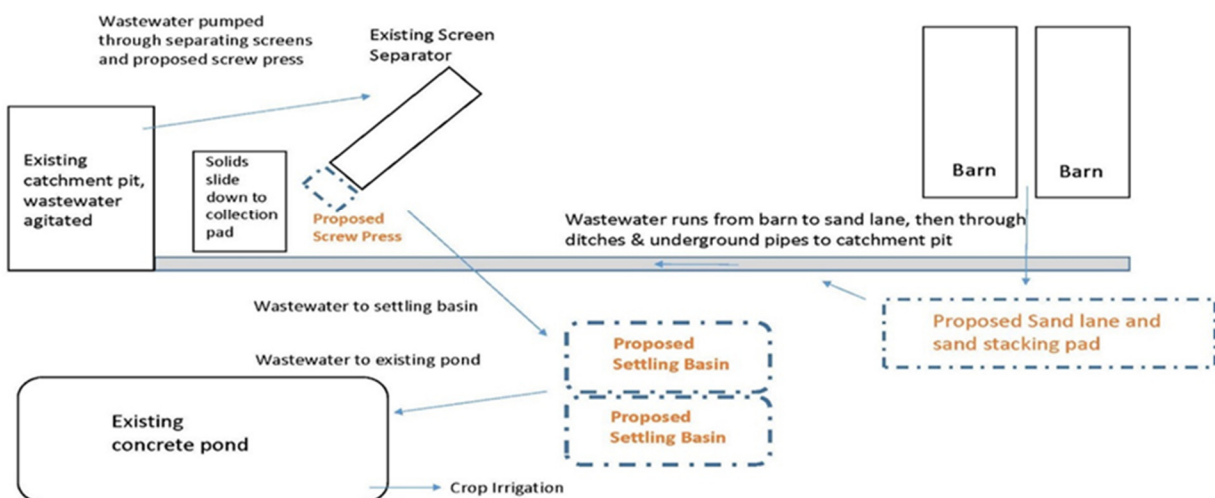 Wastewater pumped
through separating screens
and proposed screw press
Existing Screen
Separator
Existing
catchment pit,
wastewater
agitated
Solids
slide
down to
collection
pad
Proposed
Screw Press
Barn
Barn
Wastewater runs from barn to sand lane, then through
ditches & underground pipes to catchment pit
Wastewater to settling basin
Proposed Sand lane and
sand stacking pad
Proposed
Settling Basin
Wastewater to existing pond
Proposed
Settling Basin
Existing
concrete pond
Crop Irrigation